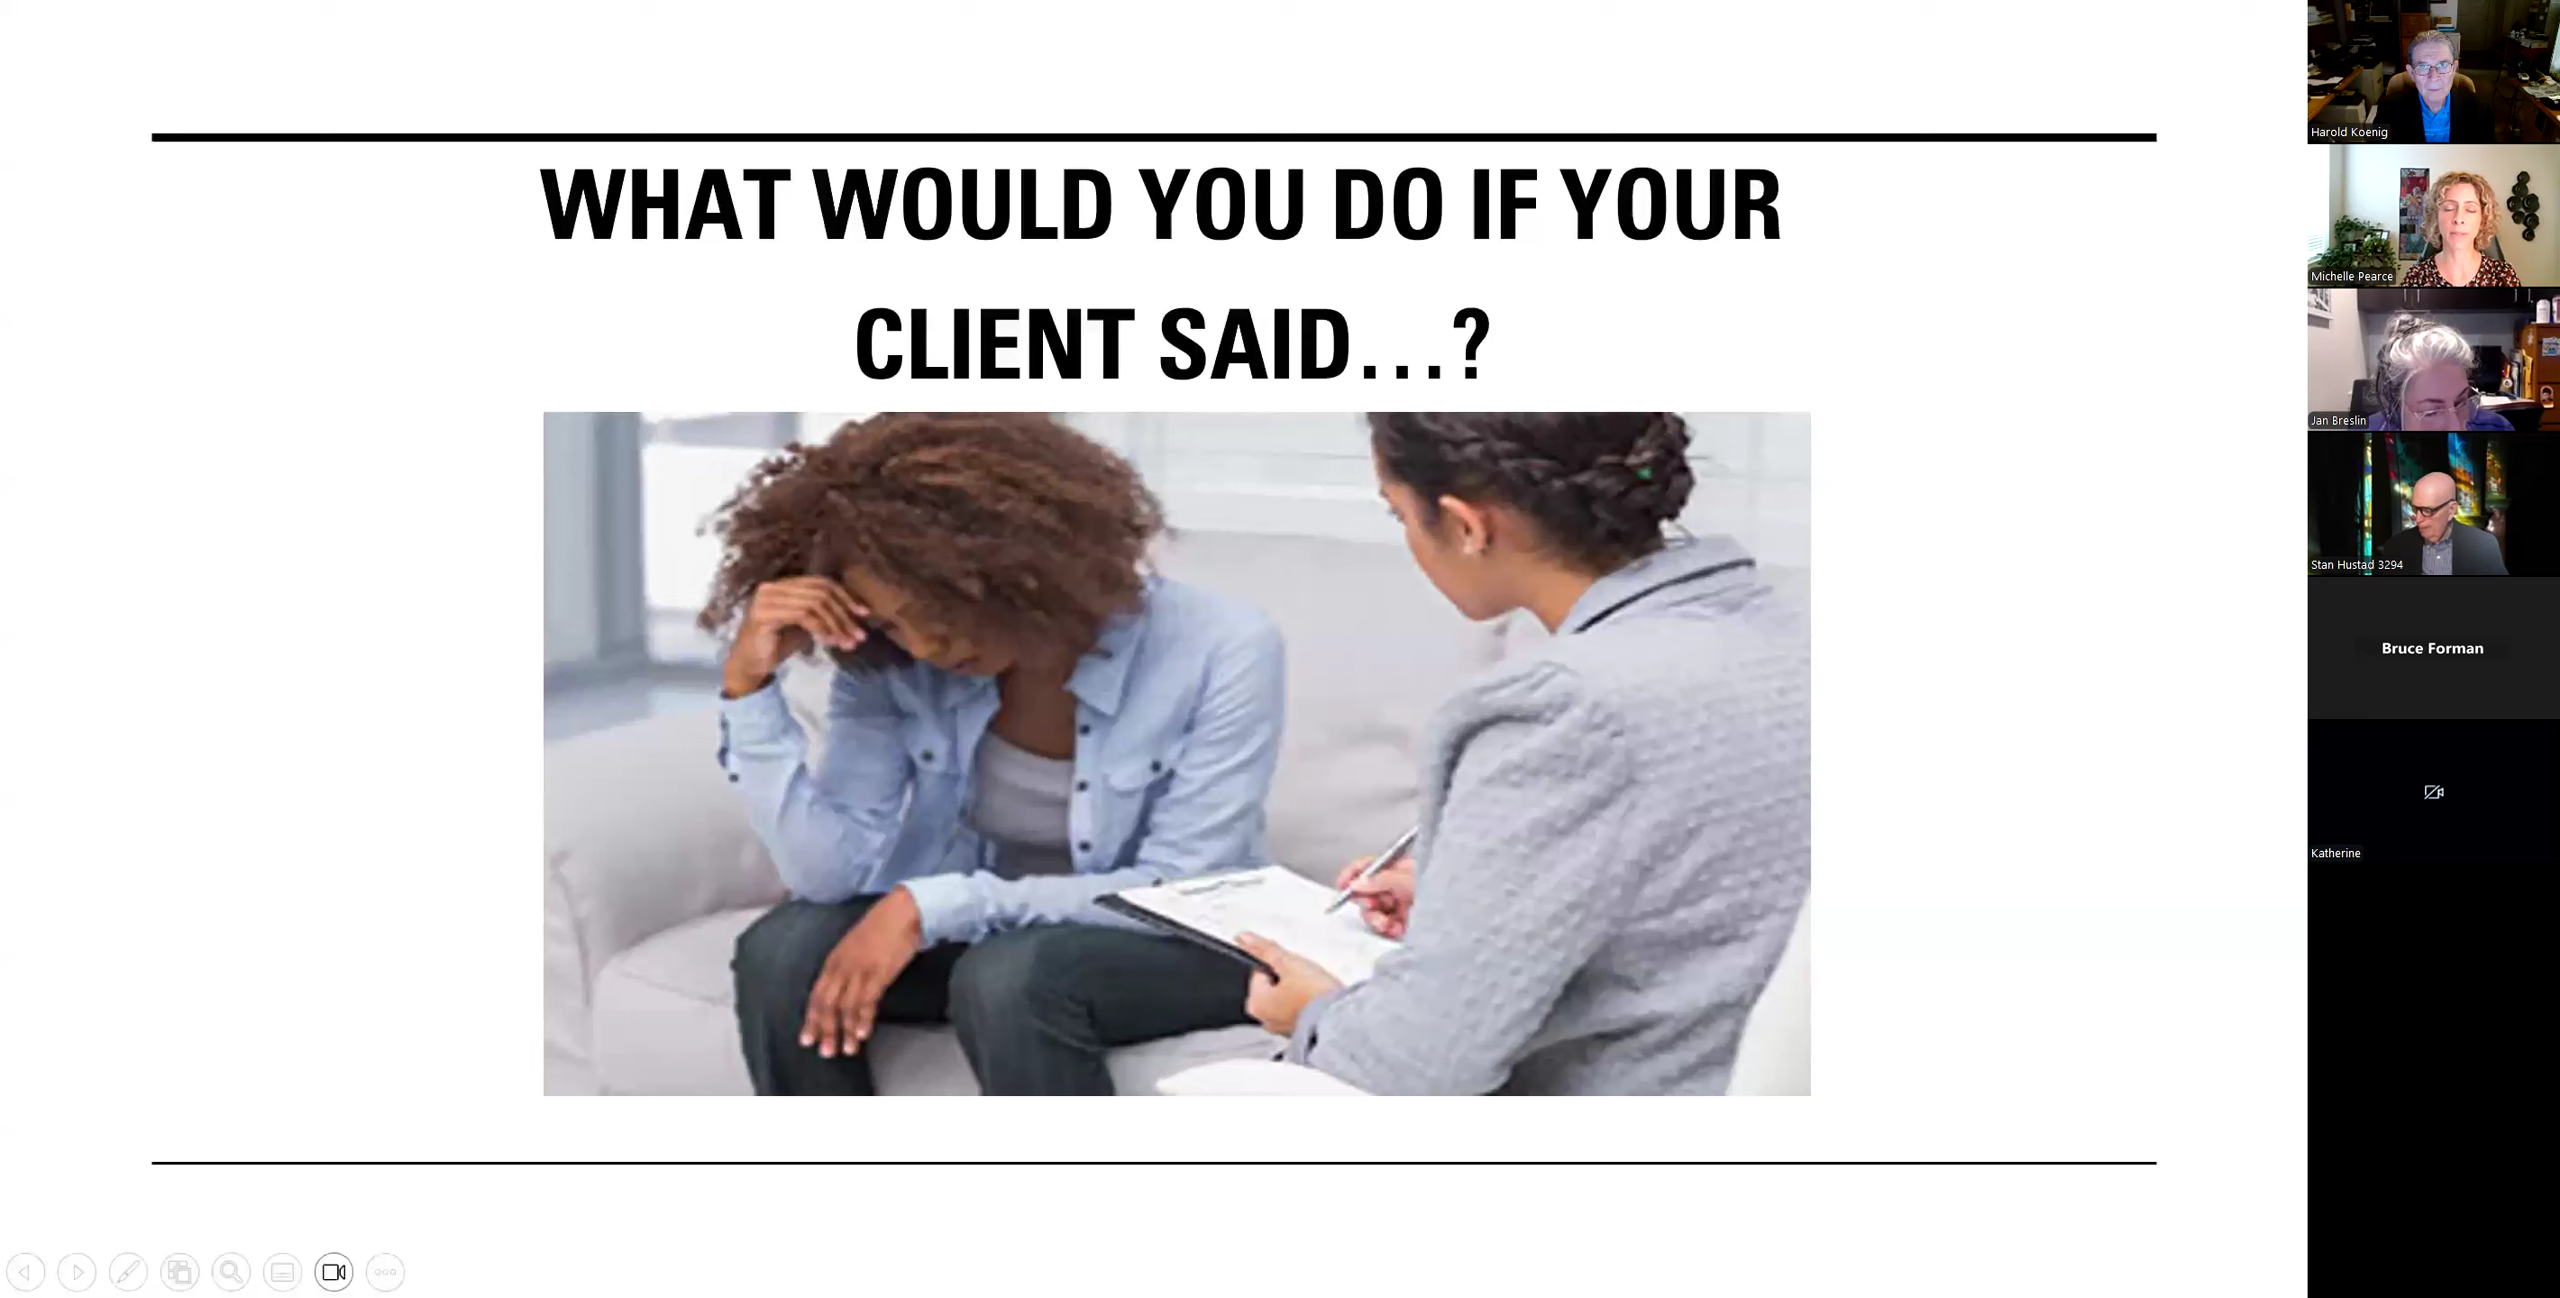 WHAT WOULD YOU DO IF YOUR
CLIENT SAID...?
Harold Koenig
Michelle Pearce
Jan Breslin
Stan Hustad 3294
Bruce Forman
Katherine